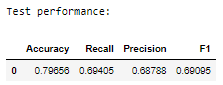 Test performance:
Accuracy Recall Precision F1
0 0.79656 0.69405 0.68788 0.69095